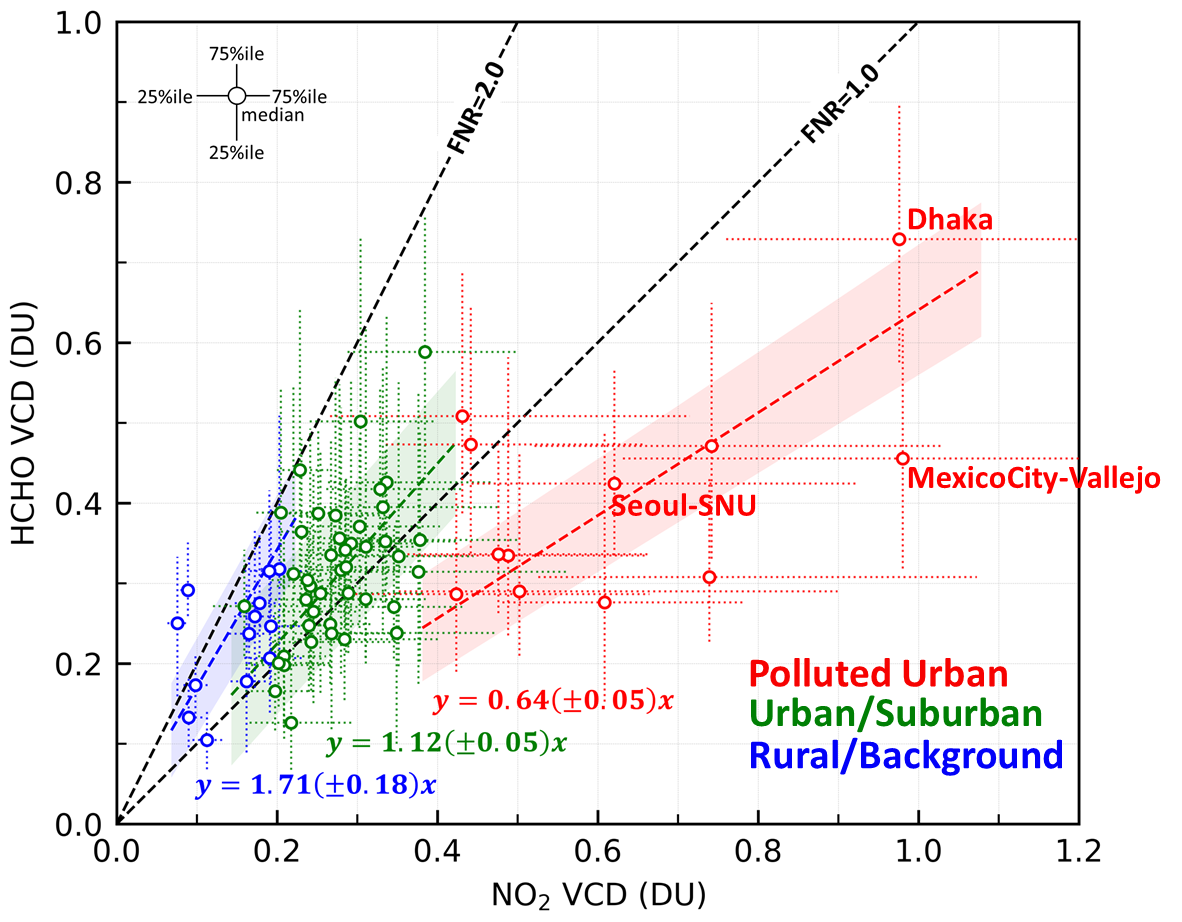 1.0
0.8
0.6
0.4
0.2
0.0
HCHO VCD (DU)
75%ile
25%ile
75%ile
median
25%ile
FNR=2.0
FNR=1.0
Dhaka
MexicoCity-Vallejo
Seoul-SNU
Polluted Urban
Urban/Suburban
Rural/Background
y = 0.64(±0.05)x
y = 1.12(±0.05)x
y = 1.71(±0.18)x
0.0 0.2 0.4 0.6 0.8 1.0 1.2
NO₂ VCD (DU)